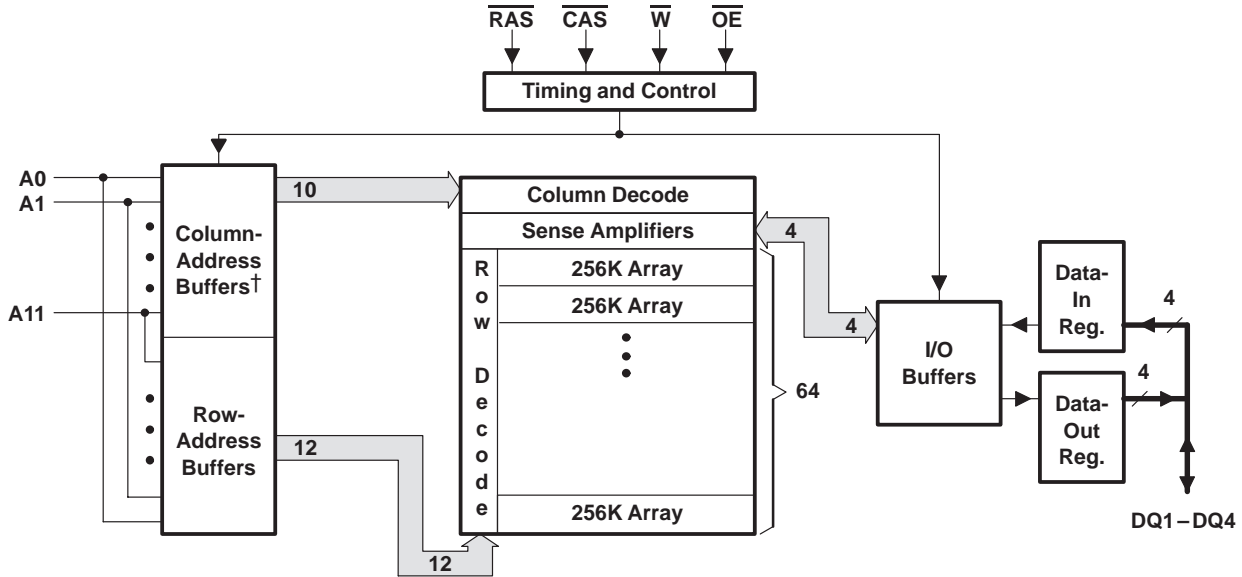 RAS CAS W OE
Timing and Control
A0
A1
A11
Column-
Address
Buffers†
Row-
Address
Buffers
10
12
12
Column Decode
Sense Amplifiers
Row Decode
256K Array
256K Array
256K Array
64
4
4
I/O
Buffers
Data-
In
Reg.
4
Data-
Out
Reg.
4
DQ1–DQ4